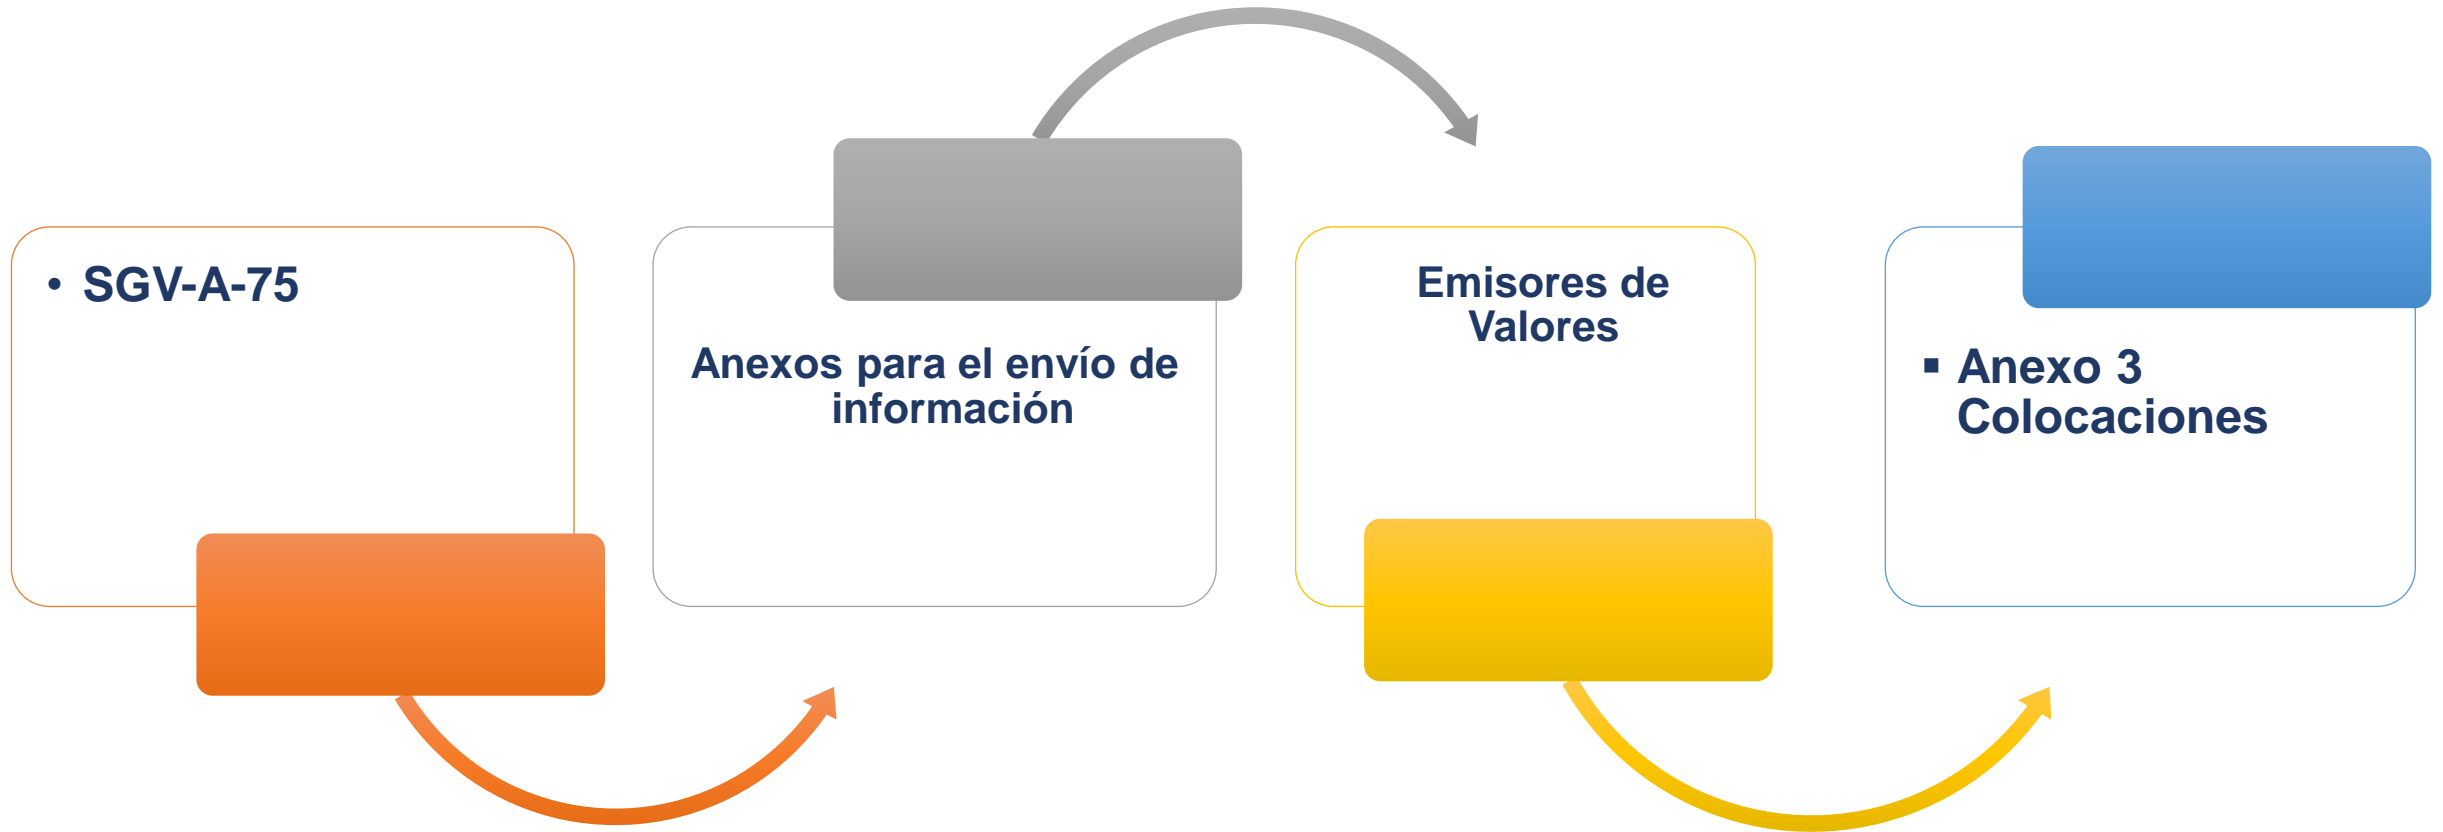 • SGV-A-75
Anexos para el envío de
información
Emisores de
Valores
▪ Anexo 3
Colocaciones